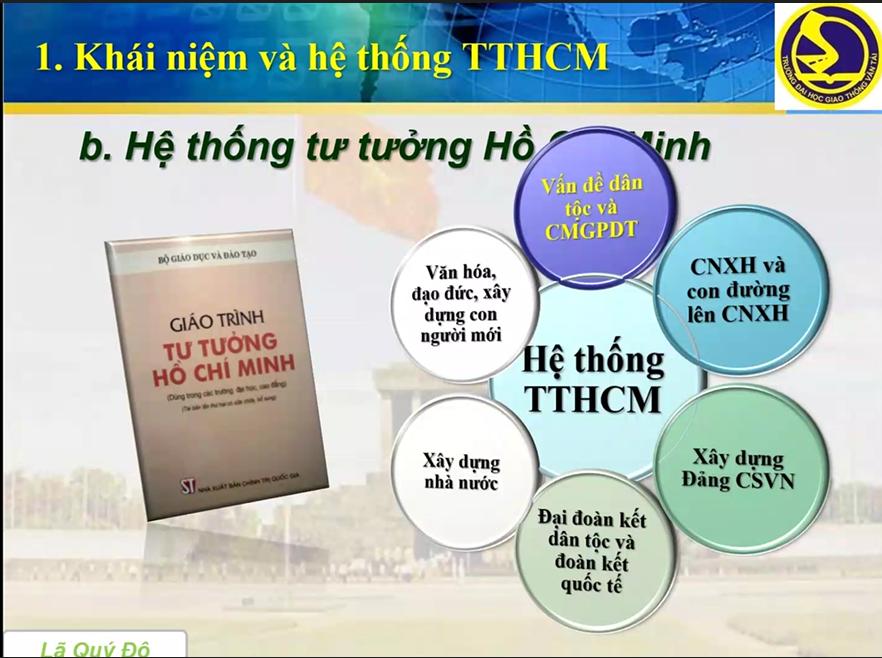 1. Khái niệm và hệ thống TTHCM
TRƯỜNG ĐẠI HỌC GIAO THÔNG VẬN TẢI
b. Hệ thống tư tưởng Hồ Chí Minh
BỘ GIÁO DỤC VÀ ĐÀO TẠO
GIÁO TRÌNH
TƯ TƯỞNG
HỒ CHÍ MINH
(Dùng trong các trường đại học, cao đẳng)
(Tái bản lần thứ hai có sửa chữa, bổ sung)
ST NHÀ XUẤT BẢN CHÍNH TRỊ QUỐC GIA
Vấn đề dân
tộc và
CMGPDT
CNXH và
con đường
lên CNXH
Xây dựng
Đảng CSVN
Đại đoàn kết
dân tộc và
đoàn kết
quốc tế
Xây dựng
nhà nước
Văn hóa,
đạo đức, xây
dựng con
người mới
Hệ thống
TTHCM
Lã Quý Đô